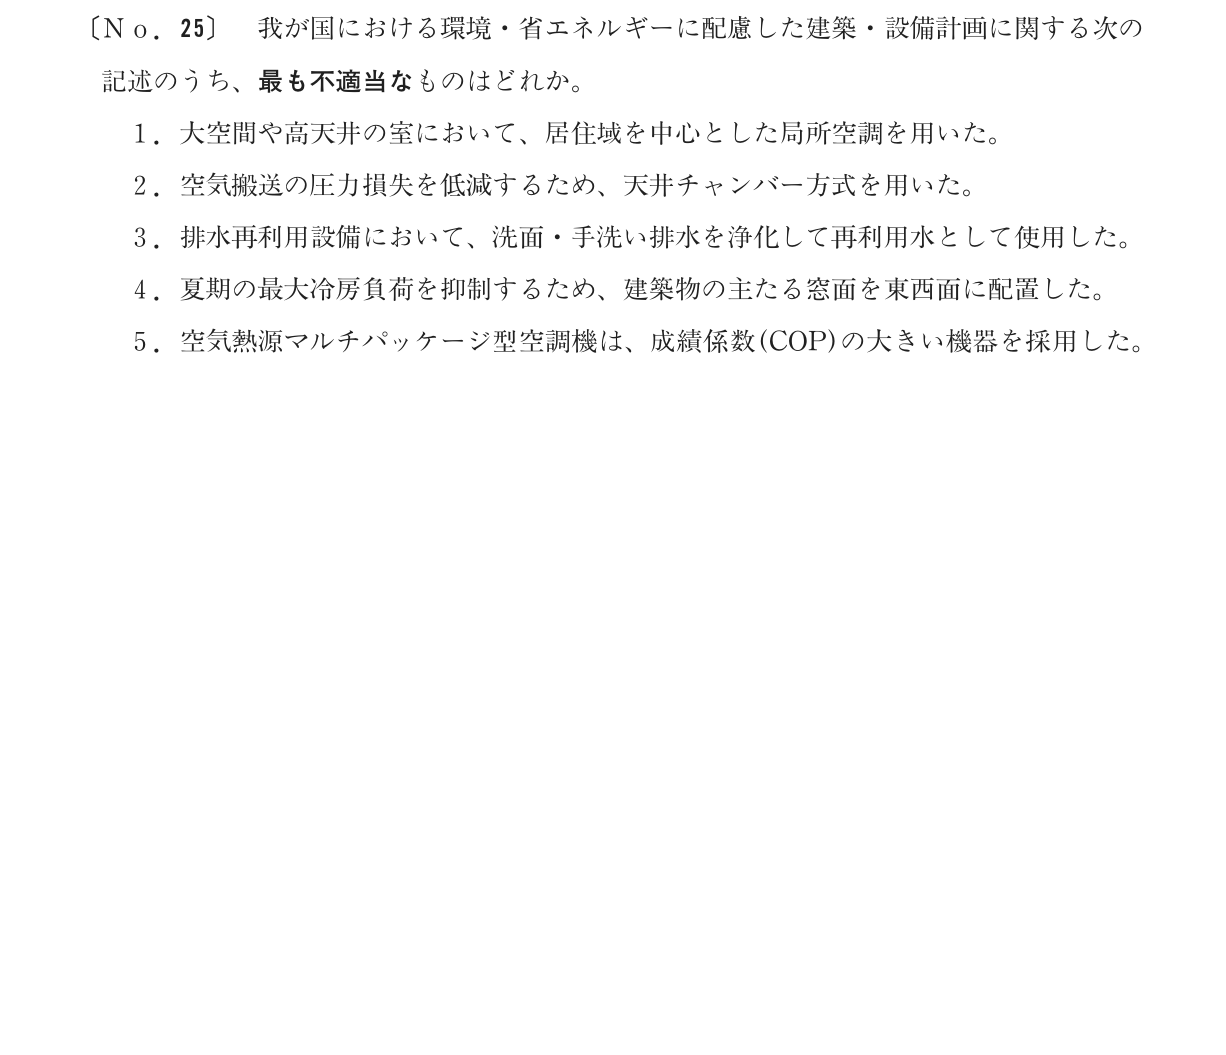 〔Ｎｏ．25〕　我が国における環境・省エネルギーに配慮した建築・設備計画に関する次の
記述のうち、最も不適当なものはどれか。
１．大空間や高天井の室において、居住域を中心とした局所空調を用いた。
２．空気搬送の圧力損失を低減するため、天井チャンバー方式を用いた。
３．排水再利用設備において、洗面・手洗い排水を浄化して再利用水として使用した。
４．夏期の最大冷房負荷を抑制するため、建築物の主たる窓面を東西面に配置した。
５．空気熱源マルチパッケージ型空調機は、成績係数(COP)の大きい機器を採用した。